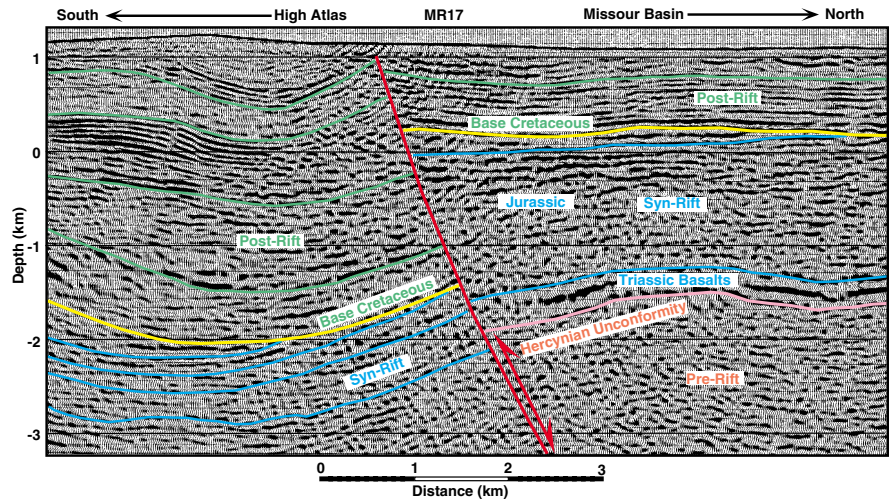 South High Atlas MR17 Missour Basin North
1
0
-1
-2
-3
Depth (km)
Post-Rift
Base Cretaceous
Jurassic Syn-Rift
Post-Rift
Triassic Basalts
Base Cretaceous
Hercynian Unconformity
Syn-Rift
Pre-Rift
0 1 2 3
Distance (km)